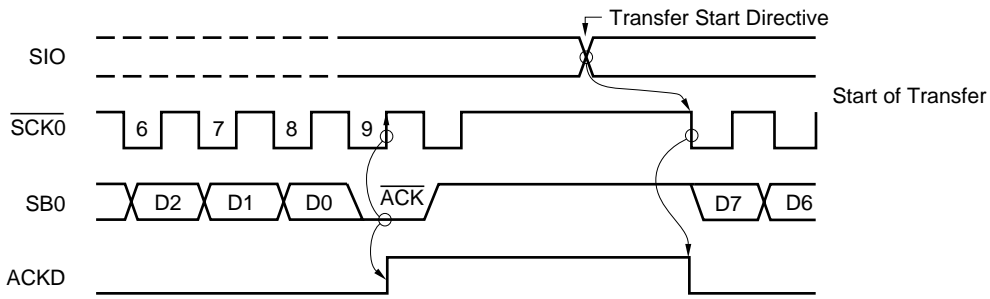 Transfer Start Directive
SIO
Start of Transfer
SCK0
6 7 8 9
SB0
D2 D1 D0 ACK D7 D6
ACKD